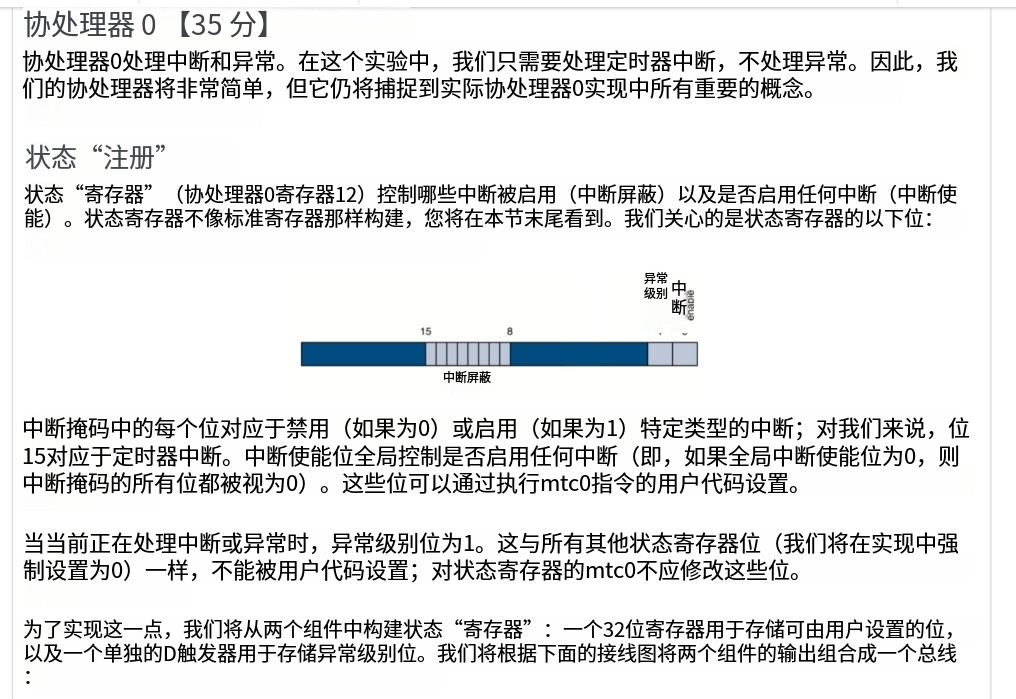 协处理器 0 【35 分】
协处理器0处理中断和异常。在这个实验中，我们只需要处理定时器中断，不处理异常。因此，我
们的协处理器将非常简单，但它仍将捕捉到实际协处理器0实现中所有重要的概念。
状态“注册”
状态“寄存器”（协处理器0寄存器12）控制哪些中断被启用（中断屏蔽）以及是否启用任何中断（中断使
能）。状态寄存器不像标准寄存器那样构建，您将在本节末尾看到。我们关心的是状态寄存器的以下位：
异常
级别
中
断
enable
15
8
中断屏蔽
中断掩码中的每个位对应于禁用（如果为0）或启用（如果为1）特定类型的中断；对我们来说，位
15对应于定时器中断。中断使能位全局控制是否启用任何中断（即，如果全局中断使能位为0，则
中断掩码的所有位都被视为0）。这些位可以通过执行mtc0指令的用户代码设置。
当当前正在处理中断或异常时，异常级别位为1。这与所有其他状态寄存器位（我们将在实现中强
制设置为0）一样，不能被用户代码设置；对状态寄存器的mtc0不应修改这些位。
为了实现这一点，我们将从两个组件中构建状态“寄存器”：一个32位寄存器用于存储可由用户设置的位，
以及一个单独的D触发器用于存储异常级别位。我们将根据下面的接线图将两个组件的输出组合成一个总线
：